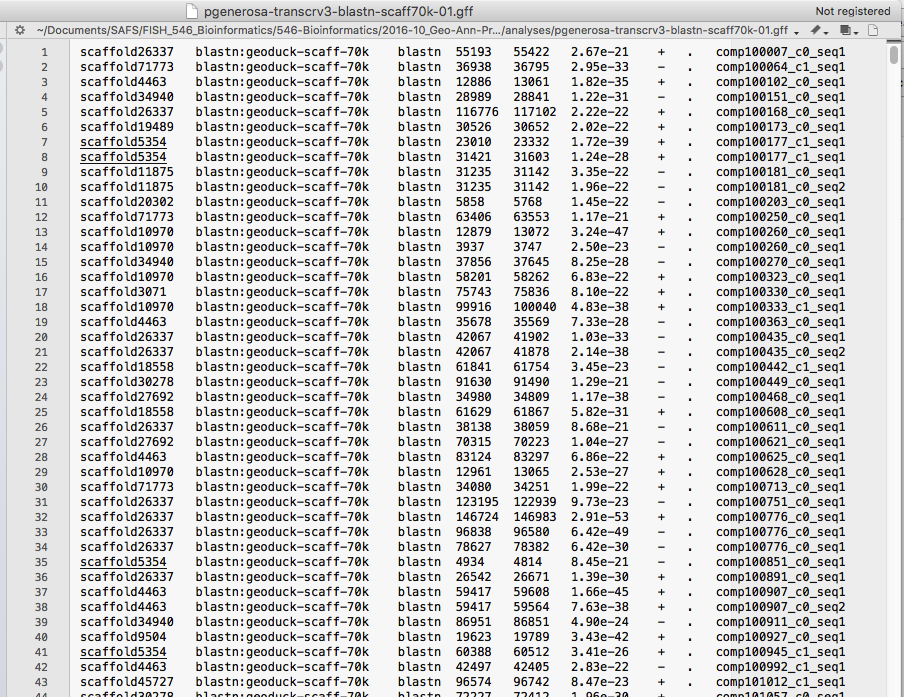 pgenerosa-transcrv3-blastn-scaff70k-01.gff
Not registered
~/Documents/SAFS/FISH_546_Bioinformatics/546-Bioinformatics/2016-10_Geo-Ann-Pr.../analyses/pgenerosa-transcrv3-blastn-scaff70k-01.gff
1 scaffold26337 blastn:geoduck-scaff-70k blastn 55193 55422 2.67e-21 + . comp100007_c0_seq1
2 scaffold71773 blastn:geoduck-scaff-70k blastn 36938 36795 2.95e-33 - . comp100064_c1_seq1
3 scaffold4463 blastn:geoduck-scaff-70k blastn 12886 13061 1.82e-35 + . comp100102_c0_seq1
4 scaffold34940 blastn:geoduck-scaff-70k blastn 28989 28841 1.22e-31 - . comp100151_c0_seq1
5 scaffold26337 blastn:geoduck-scaff-70k blastn 116776 117102 2.22e-22 + . comp100168_c0_seq1
6 scaffold19489 blastn:geoduck-scaff-70k blastn 30526 30652 2.02e-22 + . comp100173_c0_seq1
7 scaffold5354 blastn:geoduck-scaff-70k blastn 23010 23332 1.72e-39 + . comp100177_c1_seq1
8 scaffold5354 blastn:geoduck-scaff-70k blastn 31421 31603 1.24e-28 + . comp100177_c1_seq1
9 scaffold11875 blastn:geoduck-scaff-70k blastn 31235 31142 3.35e-22 - . comp100181_c0_seq1
10 scaffold11875 blastn:geoduck-scaff-70k blastn 31235 31142 1.96e-22 - . comp100181_c0_seq2
11 scaffold20302 blastn:geoduck-scaff-70k blastn 5858 5768 1.45e-22 - . comp100203_c0_seq1
12 scaffold71773 blastn:geoduck-scaff-70k blastn 63406 63553 1.17e-21 + . comp100250_c0_seq1
13 scaffold10970 blastn:geoduck-scaff-70k blastn 12879 13072 3.24e-47 + . comp100260_c0_seq1
14 scaffold10970 blastn:geoduck-scaff-70k blastn 3937 3747 2.50e-23 - . comp100260_c0_seq1
15 scaffold34940 blastn:geoduck-scaff-70k blastn 37856 37645 8.25e-28 - . comp100270_c0_seq1
16 scaffold10970 blastn:geoduck-scaff-70k blastn 58201 58262 6.83e-22 + . comp100323_c0_seq1
17 scaffold3071 blastn:geoduck-scaff-70k blastn 75743 75836 8.10e-22 + . comp100330_c0_seq1
18 scaffold10970 blastn:geoduck-scaff-70k blastn 99916 100040 4.83e-38 + . comp100333_c1_seq1
19 scaffold4463 blastn:geoduck-scaff-70k blastn 35678 35569 7.33e-28 - . comp100363_c0_seq1
20 scaffold26337 blastn:geoduck-scaff-70k blastn 42067 41902 1.03e-33 - . comp100435_c0_seq1
21 scaffold26337 blastn:geoduck-scaff-70k blastn 42067 41878 2.14e-38 - . comp100435_c0_seq2
22 scaffold18558 blastn:geoduck-scaff-70k blastn 61841 61754 3.45e-23 - . comp100442_c1_seq1
23 scaffold30278 blastn:geoduck-scaff-70k blastn 91630 91490 1.29e-21 - . comp100449_c0_seq1
24 scaffold27692 blastn:geoduck-scaff-70k blastn 34980 34809 1.17e-38 - . comp100468_c0_seq1
25 scaffold18558 blastn:geoduck-scaff-70k blastn 61629 61867 5.82e-31 + . comp100608_c0_seq1
26 scaffold26337 blastn:geoduck-scaff-70k blastn 38138 38059 8.68e-21 - . comp100611_c0_seq1
27 scaffold27692 blastn:geoduck-scaff-70k blastn 70315 70223 1.04e-27 - . comp100621_c0_seq1
28 scaffold4463 blastn:geoduck-scaff-70k blastn 83124 83297 6.86e-22 + . comp100625_c0_seq1
29 scaffold10970 blastn:geoduck-scaff-70k blastn 12961 13065 2.53e-27 + . comp100628_c0_seq1
30 scaffold71773 blastn:geoduck-scaff-70k blastn 34080 34251 1.99e-22 + . comp100713_c0_seq1
31 scaffold26337 blastn:geoduck-scaff-70k blastn 123195 122939 9.73e-23 - . comp100751_c0_seq1
32 scaffold26337 blastn:geoduck-scaff-70k blastn 146724 146983 2.91e-53 + . comp100776_c0_seq1
33 scaffold26337 blastn:geoduck-scaff-70k blastn 96838 96580 6.42e-49 - . comp100776_c0_seq1
34 scaffold26337 blastn:geoduck-scaff-70k blastn 78627 78382 6.42e-30 - . comp100776_c0_seq1
35 scaffold5354 blastn:geoduck-scaff-70k blastn 4934 4814 8.45e-21 - . comp100851_c0_seq1
36 scaffold26337 blastn:geoduck-scaff-70k blastn 26542 26671 1.39e-30 + . comp100891_c0_seq1
37 scaffold4463 blastn:geoduck-scaff-70k blastn 59417 59608 1.66e-45 + . comp100907_c0_seq1
38 scaffold4463 blastn:geoduck-scaff-70k blastn 59417 59564 7.63e-38 + . comp100907_c0_seq2
39 scaffold34940 blastn:geoduck-scaff-70k blastn 86951 86851 4.90e-24 - . comp100911_c0_seq1
40 scaffold9504 blastn:geoduck-scaff-70k blastn 19623 19789 3.43e-42 + . comp100927_c0_seq1
41 scaffold5354 blastn:geoduck-scaff-70k blastn 60388 60512 3.41e-26 + . comp100945_c1_seq1
42 scaffold4463 blastn:geoduck-scaff-70k blastn 42497 42405 2.83e-22 - . comp100992_c1_seq1
43 scaffold45727 blastn:geoduck-scaff-70k blastn 96574 96742 8.47e-23 + . comp101012_c1_seq1
44 scaffold30278 blastn:geoduck-scaff-70k blastn 72227 72412 1.96e-30 + . comp101057_c0_seq1